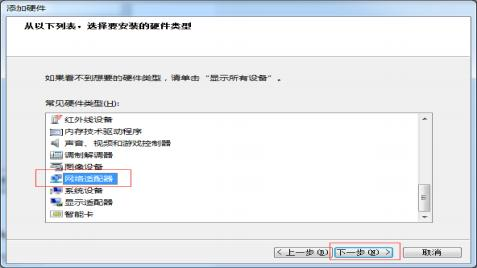 添加硬件
从以下列表，选择要安装的硬件类型
如果看不到想要的硬件类型，请单击“显示所有设备”。
常见硬件类型(H):
红外线设备
内存技术驱动程序
声音、视频和游戏控制器
调制解调器
图像设备
网络适配器
系统设备
显示适配器
智能卡
< 上一步(B)
下一步(N) >
取消